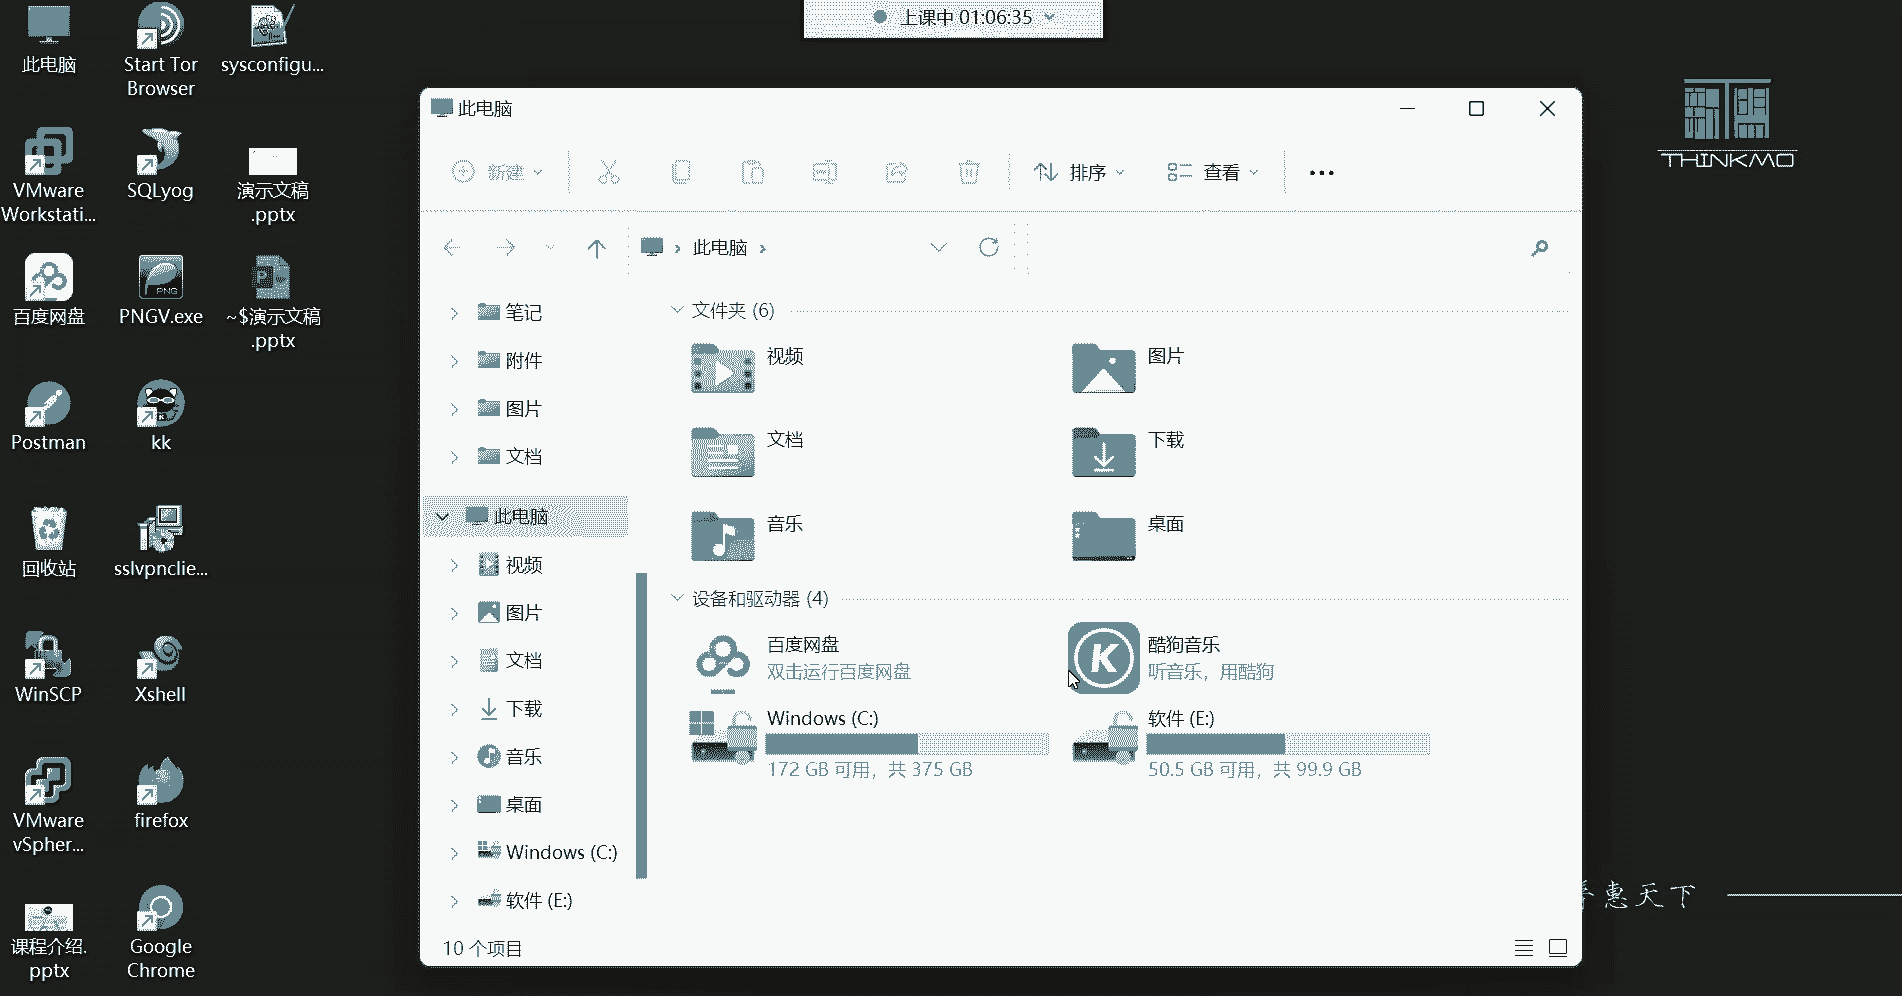 上课中 01:06:35
此电脑
Start Tor
Browser
sysconfigu...
VMware
Workstati...
SQLyog
演示文稿
.pptx
百度网盘
PNGV.exe
PNG
~$演示文稿
.pptx
Postman
kk
回收站
sslvpnclie...
WinSCP
Xshell
VMware
vSpher...
firefox
课程介绍.
pptx
Google
Chrome
THINKMO
此电脑
新建
排序
查看
此电脑
笔记
附件
图片
文档
此电脑
视频
图片
文档
下载
音乐
桌面
Windows (C:)
软件 (E:)
文件夹 (6)
视频
图片
文档
下载
音乐
桌面
设备和驱动器 (4)
百度网盘
双击运行百度网盘
K
酷狗音乐
听音乐，用酷狗
Windows (C:)
172 GB 可用，共 375 GB
软件 (E:)
50.5 GB 可用，共 99.9 GB
10 个项目
惠天下